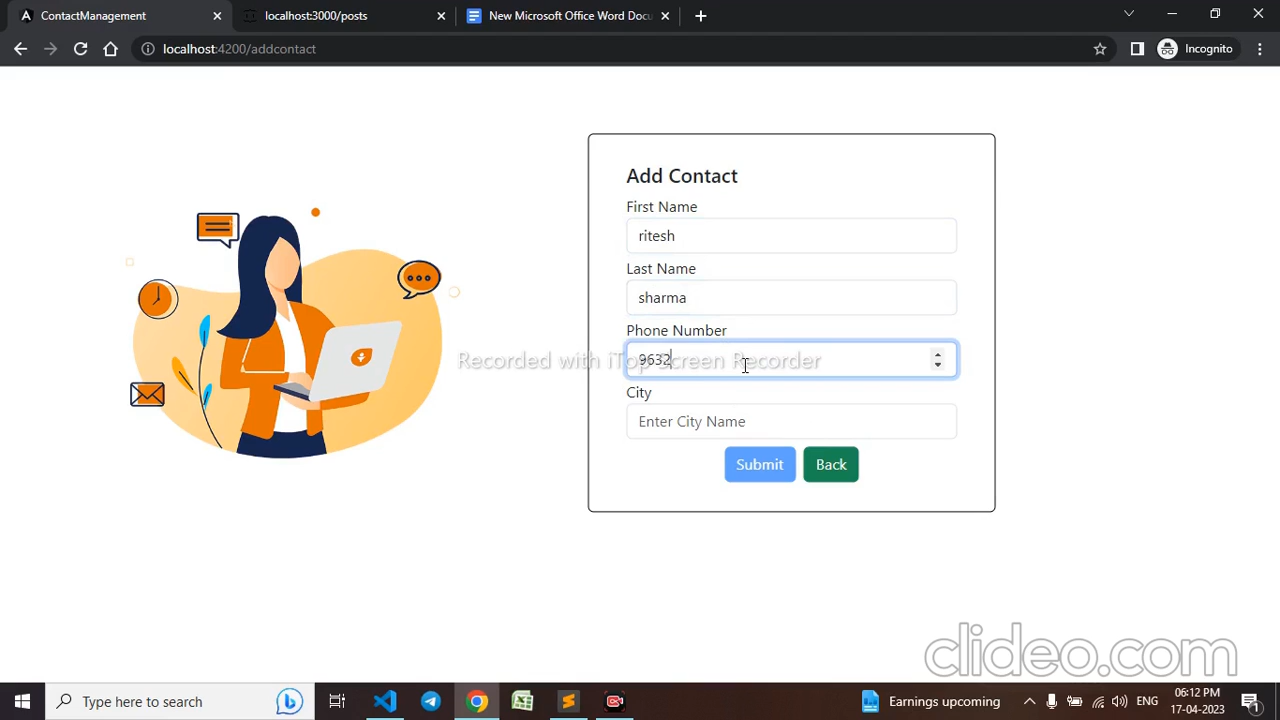 ContactManagement
localhost:3000/posts
New Microsoft Office Word Docu
localhost:4200/addcontact
Incognito
Add Contact
First Name
ritesh
Last Name
sharma
Phone Number
9632
Recorded with iTop Screen Recorder
City
Enter City Name
Submit
Back
clideo.com
Type here to search
Earnings upcoming
ENG
06:12 PM
17-04-2023
1